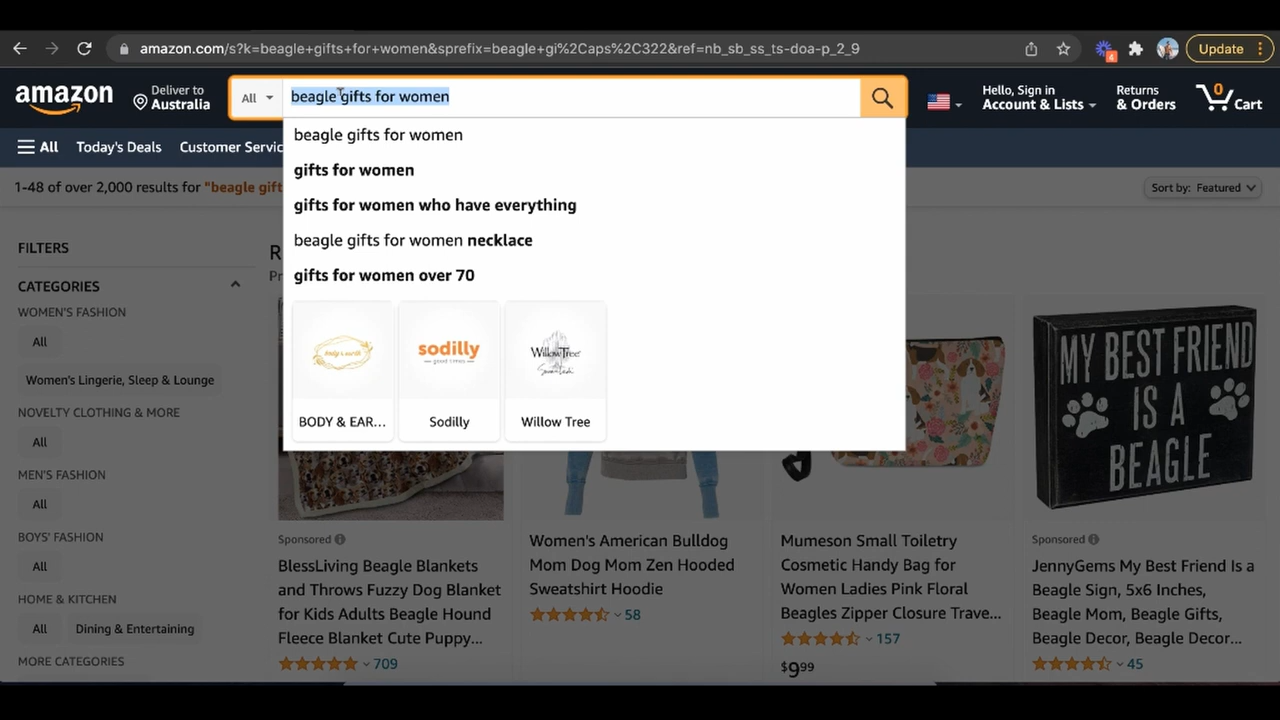 amazon.com/s?k=beagle+gifts+for+women&sprefix=beagle+gi%2Caps%2C322&ref=nb_sb_ss_ts-doa-p_2_9
4
Update
amazon
Deliver to
Australia
All
beagle gifts for women
Hello, Sign in
Account & Lists
Returns
& Orders
0
Cart
All
Today's Deals
Customer Servic
beagle gifts for women
gifts for women
gifts for women who have everything
beagle gifts for women necklace
gifts for women over 70
sodilly
good times
Willow Tree
BODY & EAR...
Sodilly
Willow Tree
1-48 of over 2,000 results for "beagle gift
Sort by: Featured
FILTERS
CATEGORIES
WOMEN'S FASHION
All
Women's Lingerie, Sleep & Lounge
NOVELTY CLOTHING & MORE
All
MEN'S FASHION
All
BOYS' FASHION
All
HOME & KITCHEN
All
Dining & Entertaining
MORE CATEGORIES
R
Pr
Sponsored
BlessLiving Beagle Blankets
and Throws Fuzzy Dog Blanket
for Kids Adults Beagle Hound
Fleece Blanket Cute Puppy...
709
Women's American Bulldog
Mom Dog Mom Zen Hooded
Sweatshirt Hoodie
58
Mumeson Small Toiletry
Cosmetic Handy Bag for
Women Ladies Pink Floral
Beagles Zipper Closure Trave...
157
$9.99
MY BEST FRIEND
IS A
BEAGLE
Sponsored
JennyGems My Best Friend Is a
Beagle Sign, 5x6 Inches,
Beagle Mom, Beagle Gifts,
Beagle Decor, Beagle Decor...
45